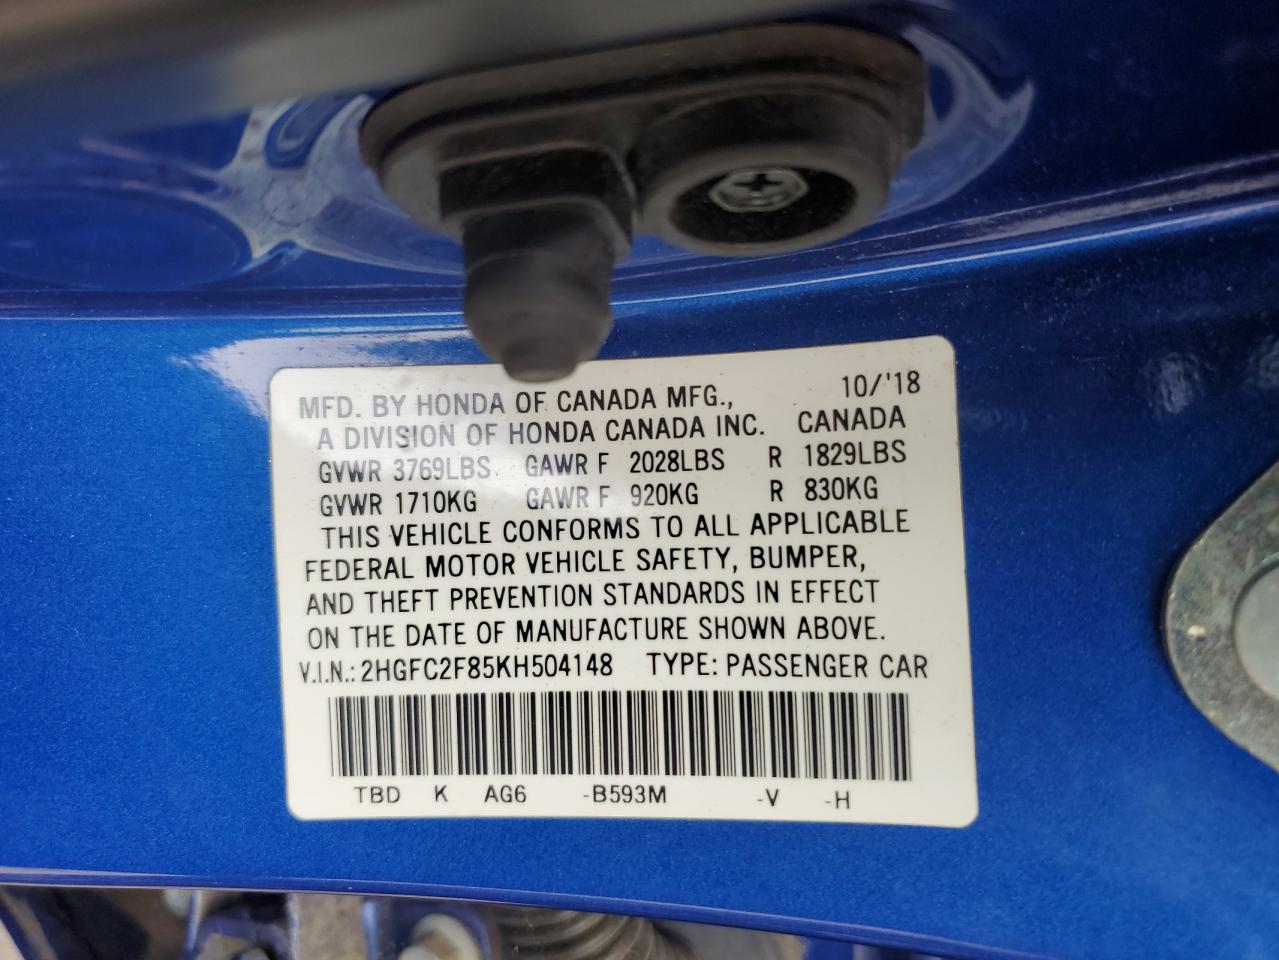 MFD. BY HONDA OF CANADA MFG., 10/'18
A DIVISION OF HONDA CANADA INC. CANADA
GVWR 3769LBS GAWR F 2028LBS R 1829LBS
GVWR 1710KG GAWR F 920KG R 830KG
THIS VEHICLE CONFORMS TO ALL APPLICABLE
FEDERAL MOTOR VEHICLE SAFETY, BUMPER,
AND THEFT PREVENTION STANDARDS IN EFFECT
ON THE DATE OF MANUFACTURE SHOWN ABOVE.
V.I.N.: 2HGFC2F85KH504148 TYPE: PASSENGER CAR
TBD K AG6 -B593M -V -H